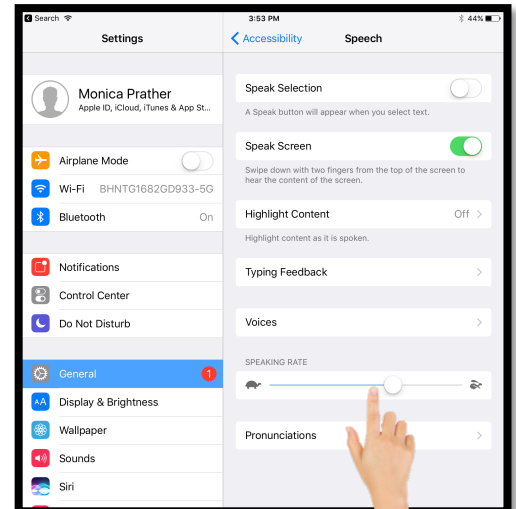 Search
3:53 PM
44%
Settings
Accessibility
Speech
Monica Prather
Apple ID, iCloud, iTunes & App St...
Airplane Mode
Wi-Fi BHNTG1682GD933-5G
Bluetooth On
Notifications
Control Center
Do Not Disturb
General 1
AA Display & Brightness
Wallpaper
Sounds
Siri
Speak Selection
A Speak button will appear when you select text.
Speak Screen
Swipe down with two fingers from the top of the screen to
hear the content of the screen.
Highlight Content Off
Highlight content as it is spoken.
Typing Feedback
Voices
SPEAKING RATE
Pronunciations